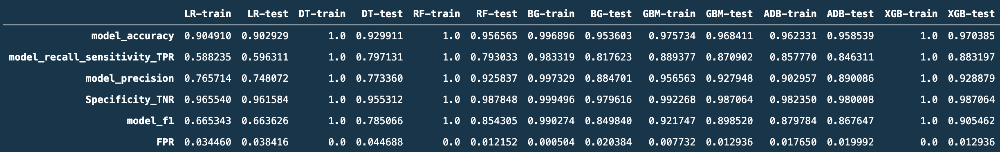 LR-train LR-test DT-train DT-test RF-train RF-test BG-train BG-test GBM-train GBM-test ADB-train ADB-test XGB-train XGB-test
model_accuracy 0.904910 0.902929 1.0 0.929911 1.0 0.956565 0.996896 0.953603 0.975734 0.968411 0.962331 0.958539 1.0 0.970385
model_recall_sensitivity_TPR 0.588235 0.596311 1.0 0.797131 1.0 0.793033 0.983319 0.817623 0.889377 0.870902 0.857770 0.846311 1.0 0.883197
model_precision 0.765714 0.748072 1.0 0.773360 1.0 0.925837 0.997329 0.884701 0.956563 0.927948 0.902957 0.890086 1.0 0.928879
Specificity_TNR 0.965540 0.961584 1.0 0.955312 1.0 0.987848 0.999496 0.979616 0.992268 0.987064 0.982350 0.980008 1.0 0.987064
model_f1 0.665343 0.663626 1.0 0.785066 1.0 0.854305 0.990274 0.849840 0.921747 0.898520 0.879784 0.867647 1.0 0.905462
FPR 0.034460 0.038416 0.0 0.044688 0.0 0.012152 0.000504 0.020384 0.007732 0.012936 0.017650 0.019992 0.0 0.012936